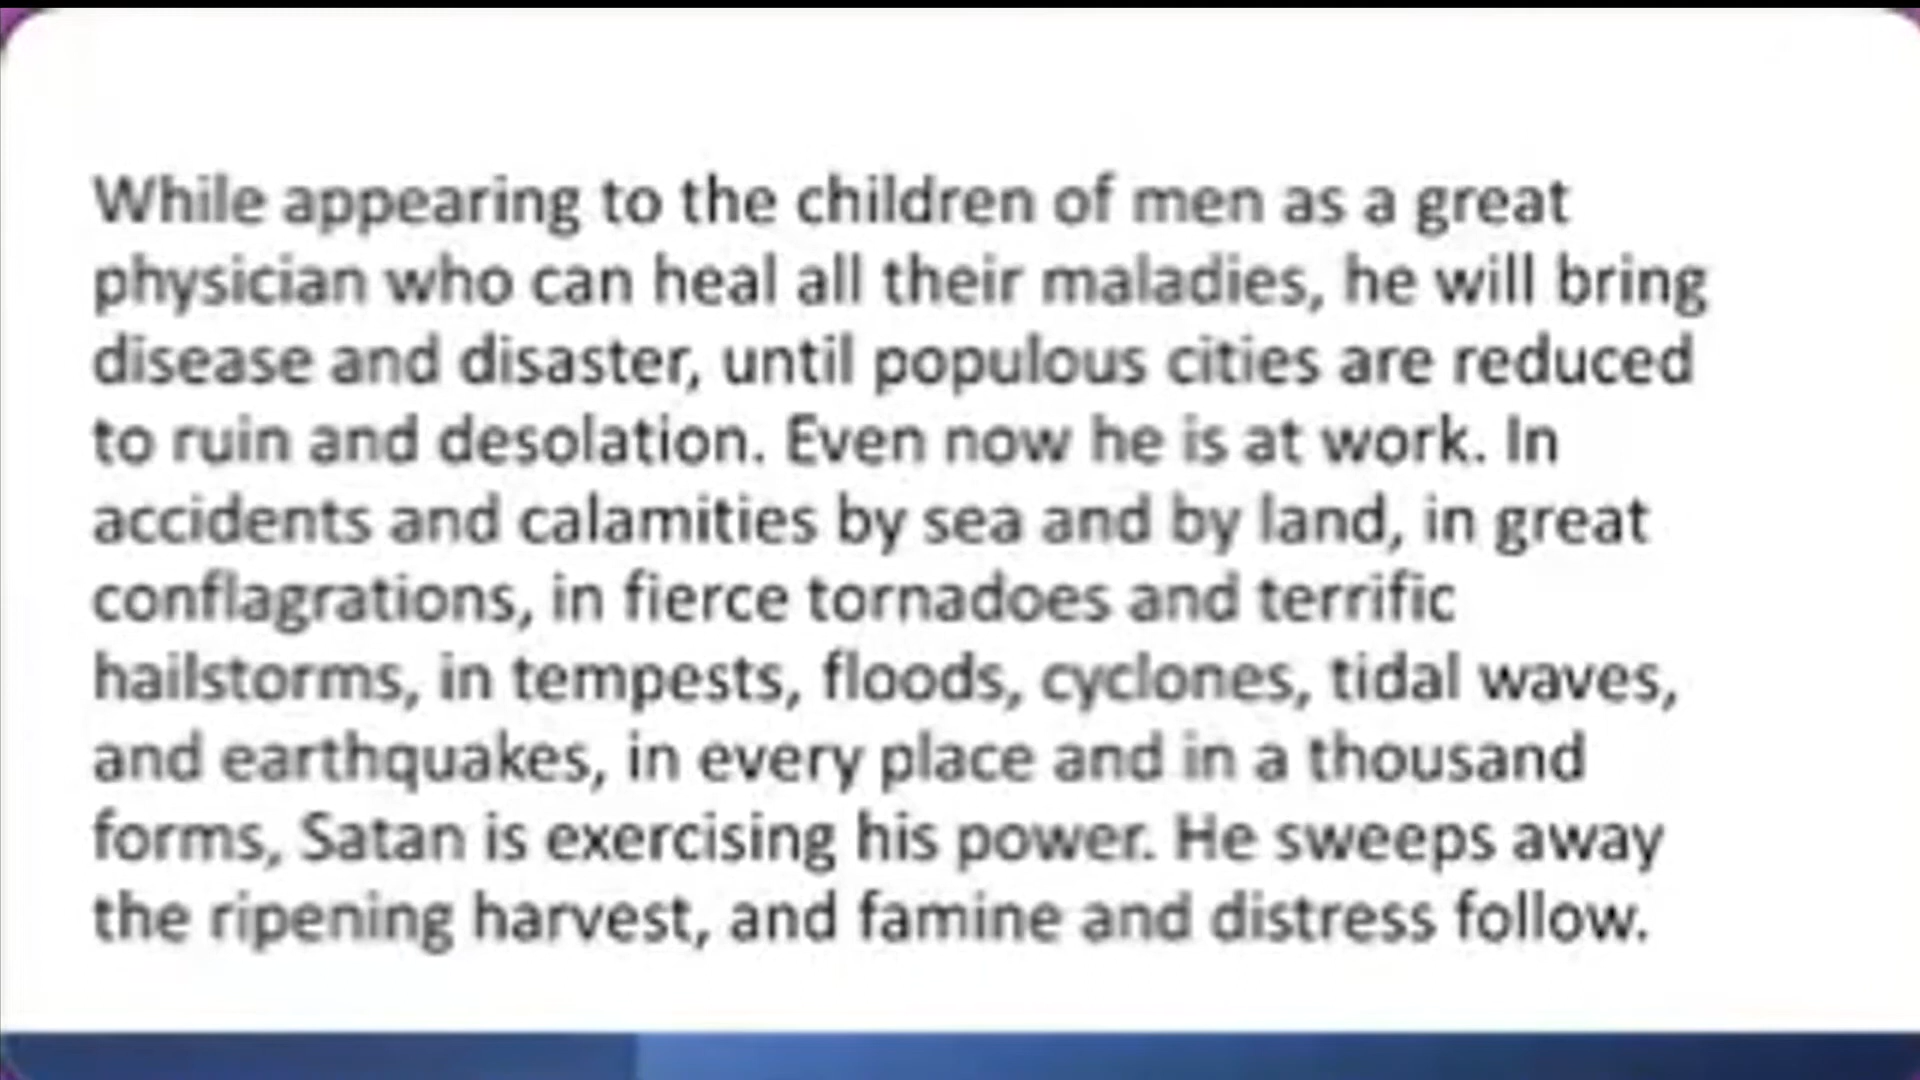 While appearing to the children of men as a great
physician who can heal all their maladies, he will bring
disease and disaster, until populous cities are reduced
to ruin and desolation. Even now he is at work. In
accidents and calamities by sea and by land, in great
conflagrations, in fierce tornadoes and terrific
hailstorms, in tempests, floods, cyclones, tidal waves,
and earthquakes, in every place and in a thousand
forms, Satan is exercising his power. He sweeps away
the ripening harvest, and famine and distress follow.